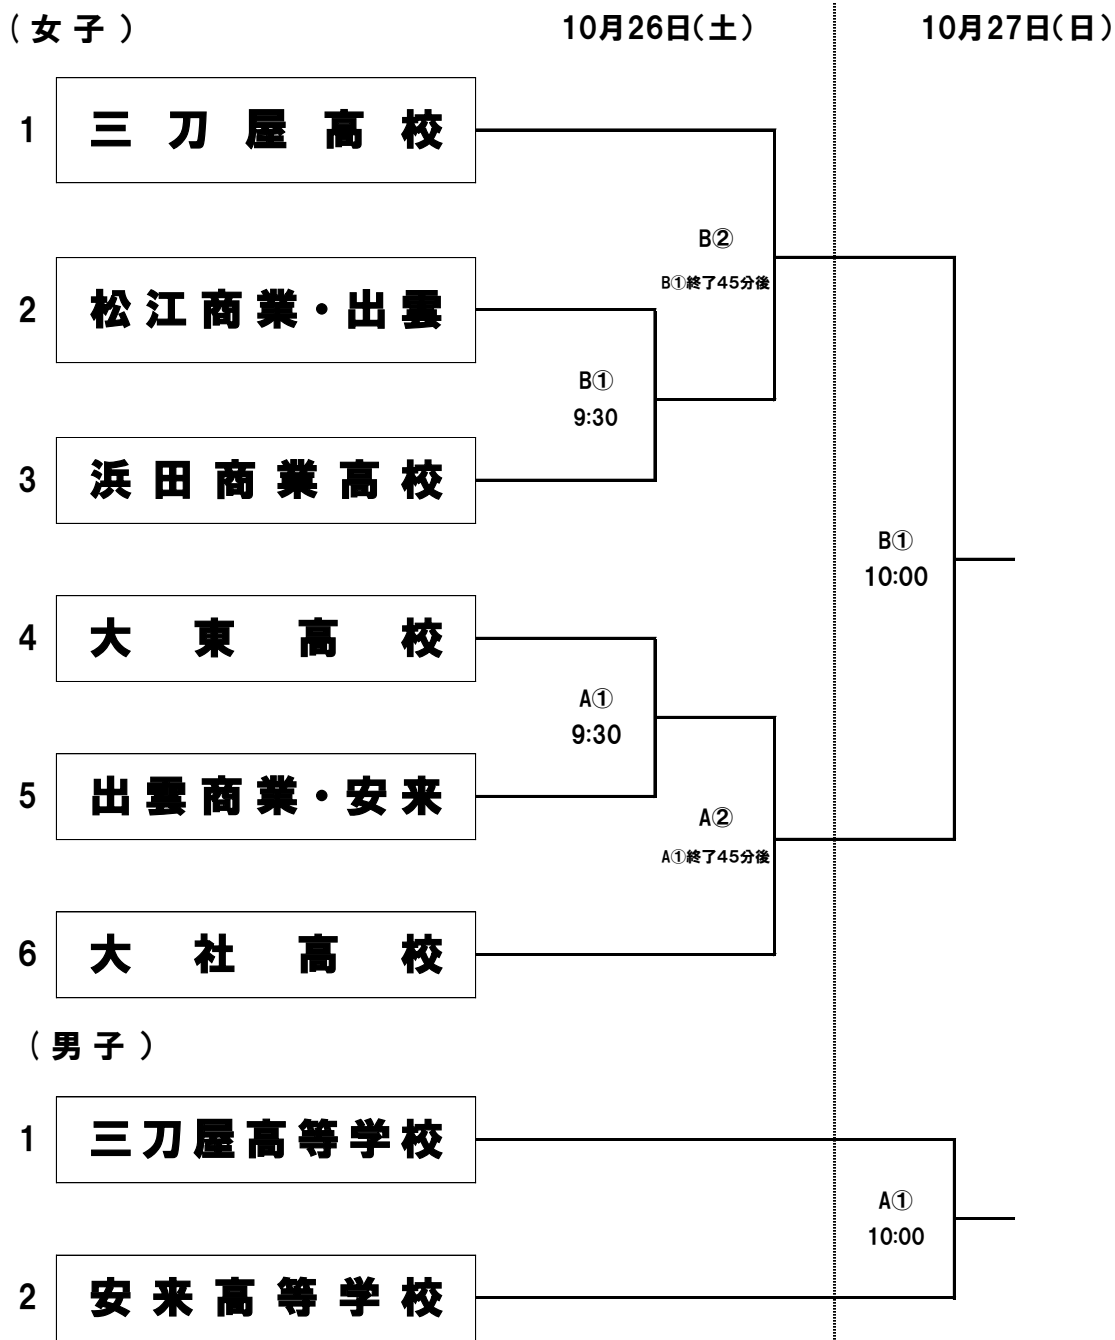 (女子) 10月26日(土) 10月27日(日)
1 三刀屋高校
B②
B①終了45分後
2 松江商業・出雲
B①
9:30
3 浜田商業高校
B①
10:00
4 大東高校
A①
9:30
5 出雲商業・安来
A②
A①終了45分後
6 大社高校
(男子)
1 三刀屋高等学校
A①
10:00
2 安来高等学校